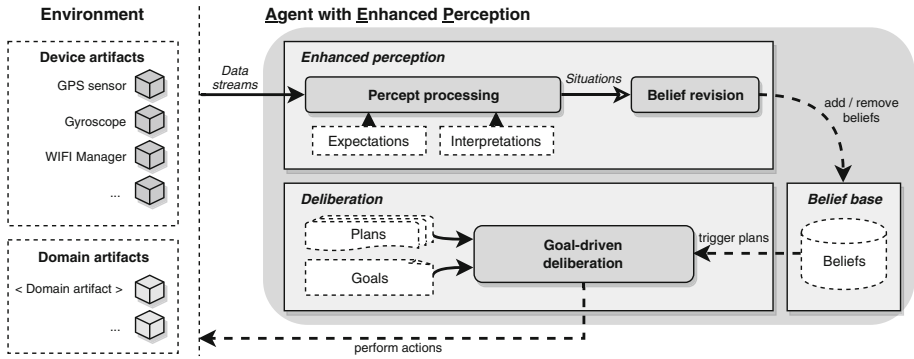 Environment
Agent with Enhanced Perception
Device artifacts
GPS sensor
Gyroscope
WIFI Manager
...
Domain artifacts
< Domain artifact >
...
Data
streams
Enhanced perception
Percept processing
Situations
Belief revision
Expectations
Interpretations
add / remove
beliefs
Deliberation
Plans
Goals
Goal-driven
deliberation
trigger plans
Belief base
Beliefs
perform actions